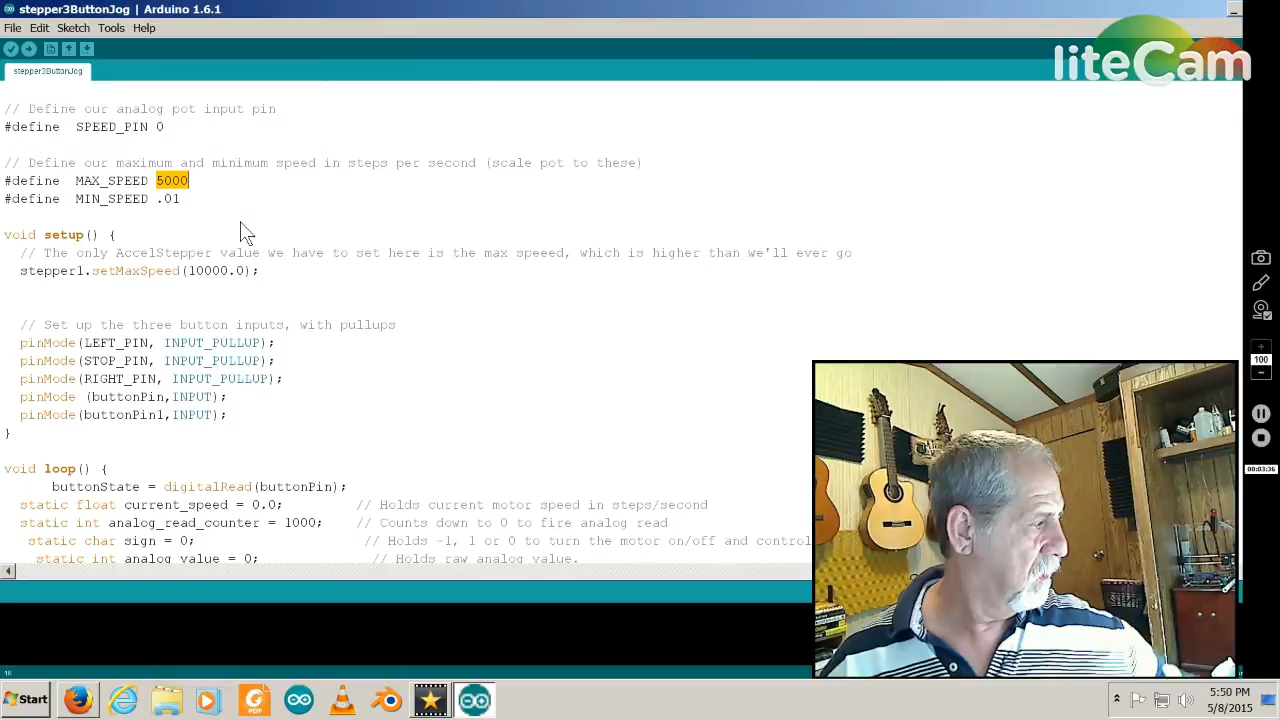 stepper3ButtonJog | Arduino 1.6.1
File Edit Sketch Tools Help
liteCam
stepper3ButtonJog
// Define our analog pot input pin
#define  SPEED_PIN 0
// Define our maximum and minimum speed in steps per second (scale pot to these)
#define  MAX_SPEED 5000
#define  MIN_SPEED .01
void setup() {
// The only AccelStepper value we have to set here is the max speeed, which is higher than we'll ever go
stepper1.setMaxSpeed(10000.0);
// Set up the three button inputs, with pullups
pinMode(LEFT_PIN, INPUT_PULLUP);
pinMode(STOP_PIN, INPUT_PULLUP);
pinMode(RIGHT_PIN, INPUT_PULLUP);
pinMode (buttonPin,INPUT);
pinMode(buttonPin1,INPUT);
}
void loop() {
buttonState = digitalRead(buttonPin);
static float current_speed = 0.0;         // Holds current motor speed in steps/second
static int analog_read_counter = 1000;    // Counts down to 0 to fire analog read
static char sign = 0;                     // Holds -1, 1 or 0 to turn the motor on/off and control
static int analog_value = 0;              // Holds raw analog value.
100
00:03:36
18
Start
5:50 PM
5/8/2015